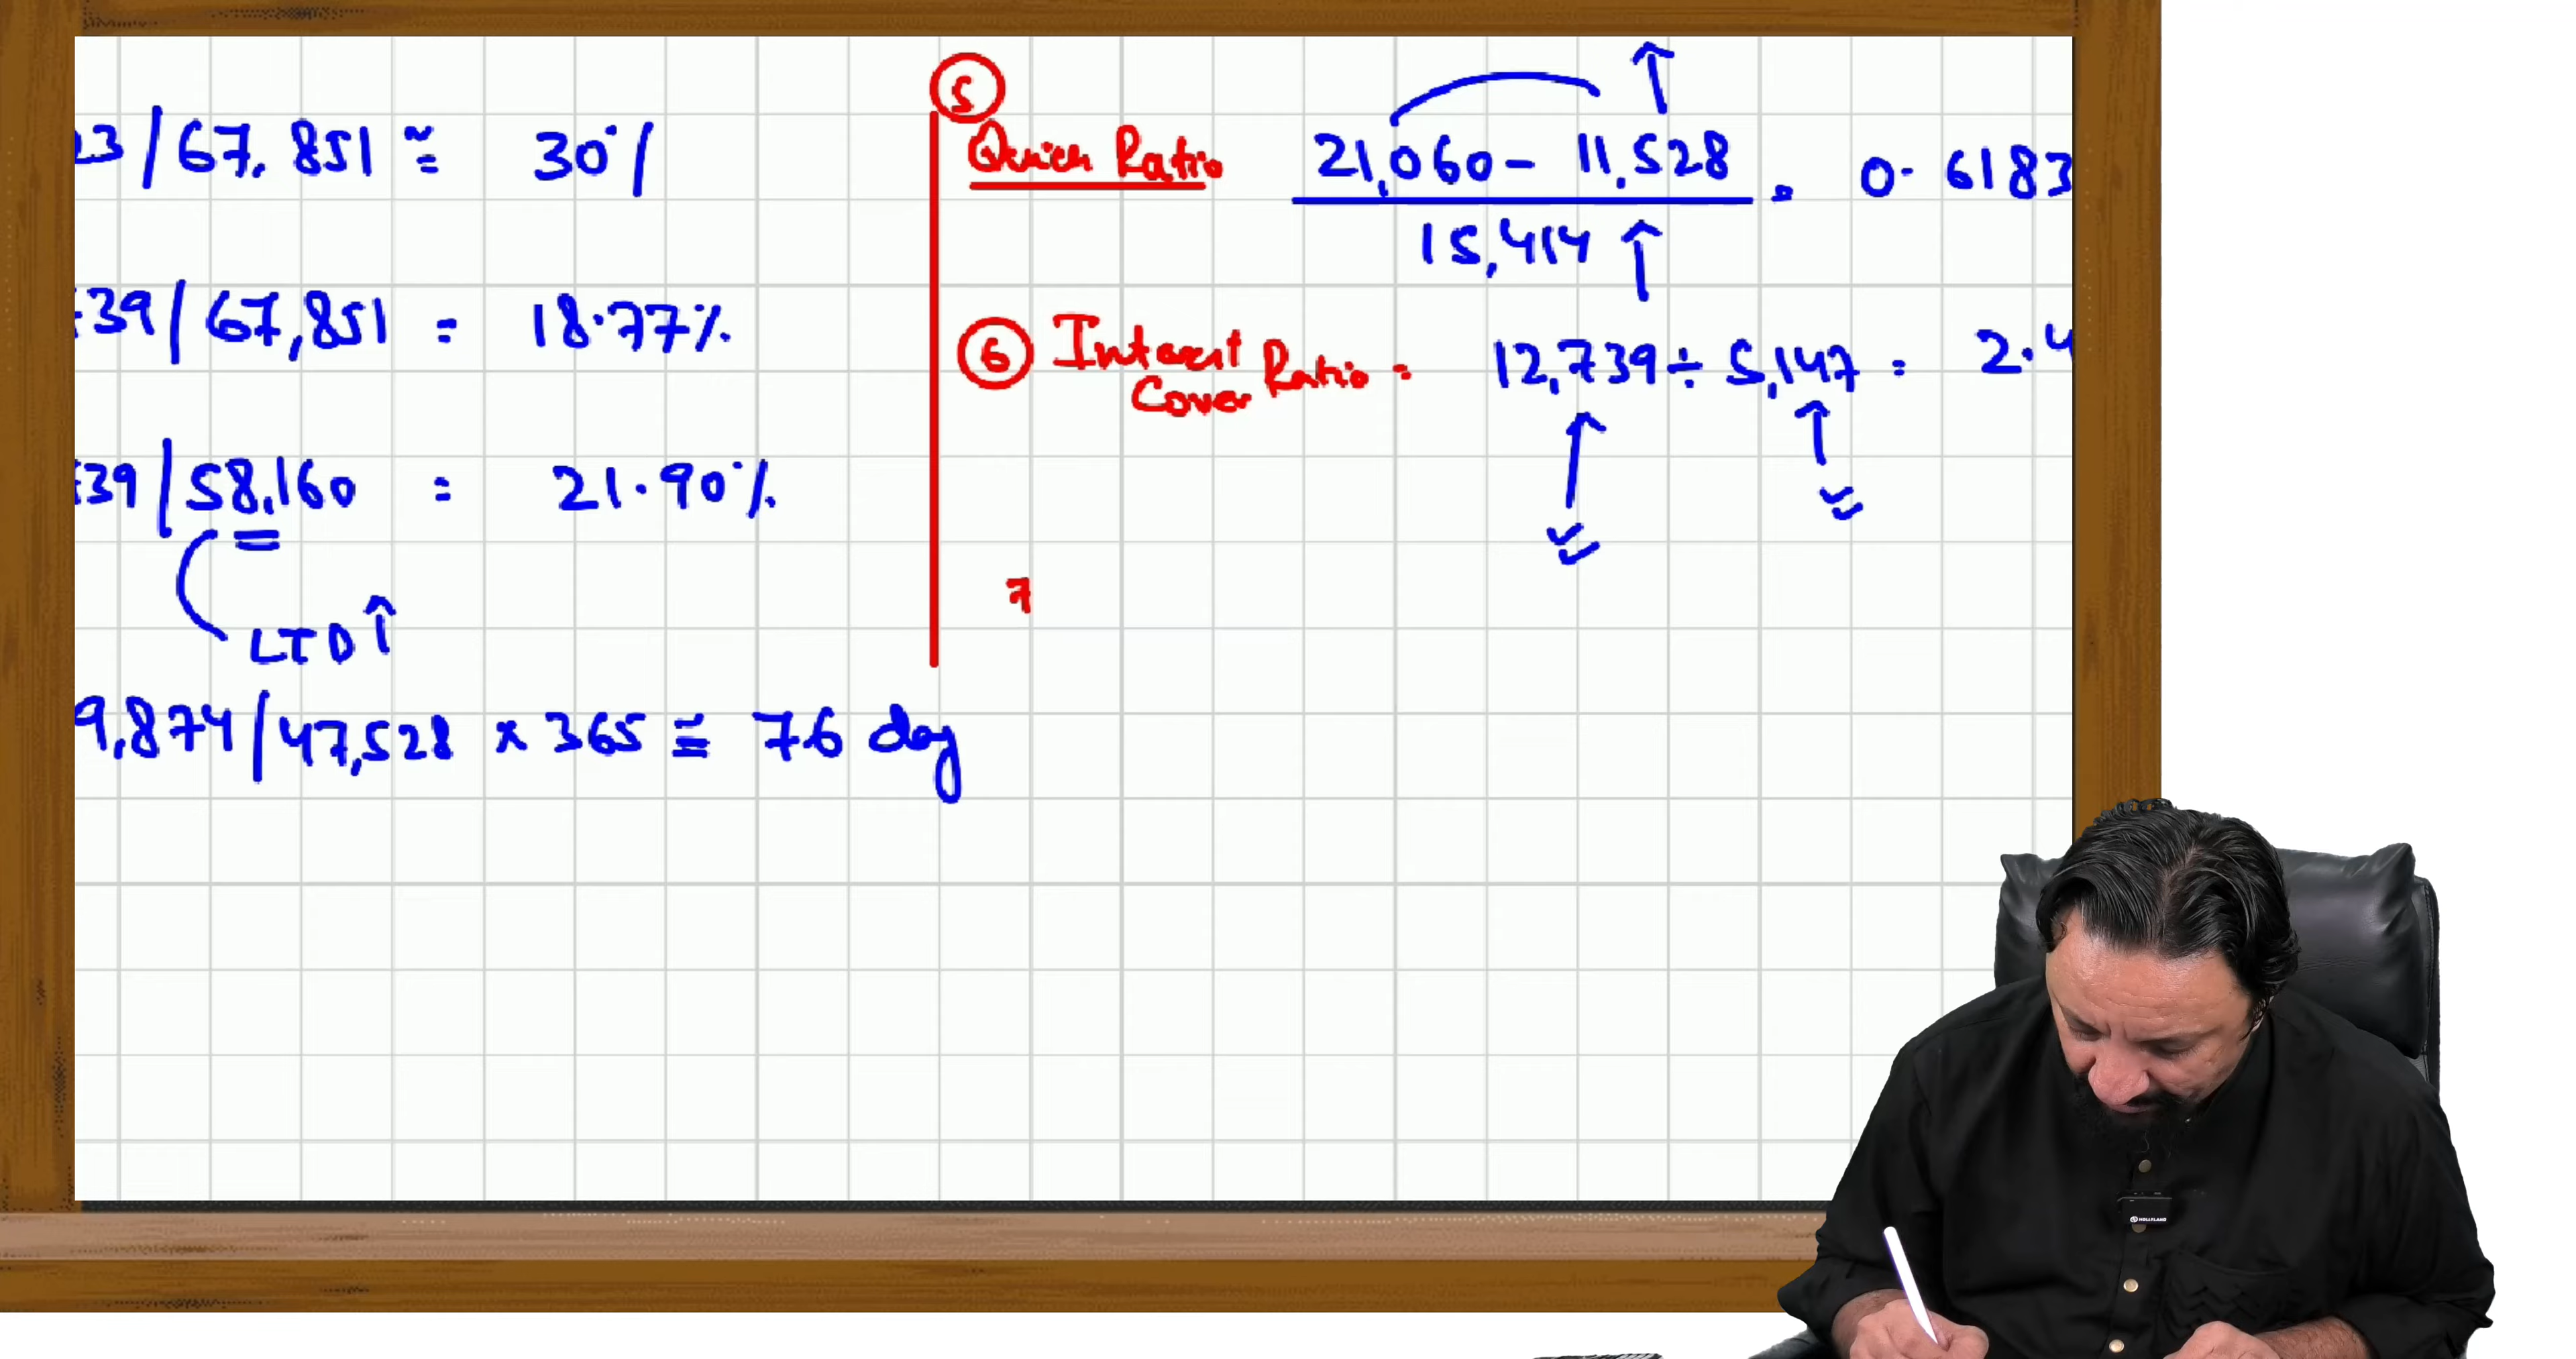 23/67,851 ≅ 30%
39/67,851 = 18.77%
39/58,160 = 21.90%
LTD ↑
9,874/47,528 × 365 ≅ 76 day
5
Quick Ratio 21,060 - 11,528 = 0.6183
15,414
6 Interest Cover Ratio = 12,739 ÷ 5,147 = 2.4
7
HOLLYLAND